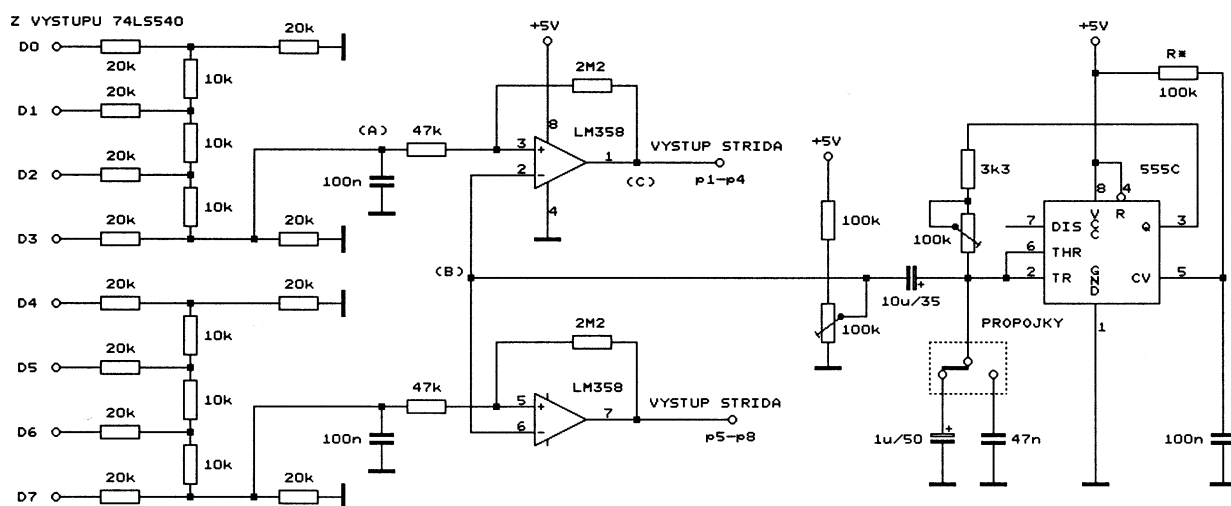 Z VYSTUPU 74LS540
D0
20k
20k
10k
20k
D1
10k
20k
D2
10k
20k
D3
20k
(A)
47k
100n
+5V
2M2
8
LM358
3
+
2
-
1
4
VYSTUP STRIDA
(C)
p1-p4
(B)
20k
D4
20k
10k
20k
D5
10k
20k
D6
10k
20k
D7
20k
47k
100n
2M2
LM358
5
+
6
-
7
VYSTUP STRIDA
p5-p8
+5V
100k
100k
10u/35
+
+5V
R*
100k
3k3
100k
8
4
555C
7
DIS
VCC
R
Q
3
6
THR
2
TR
GND
CV
5
1
PROPOJKY
1u/50
+
47n
100n